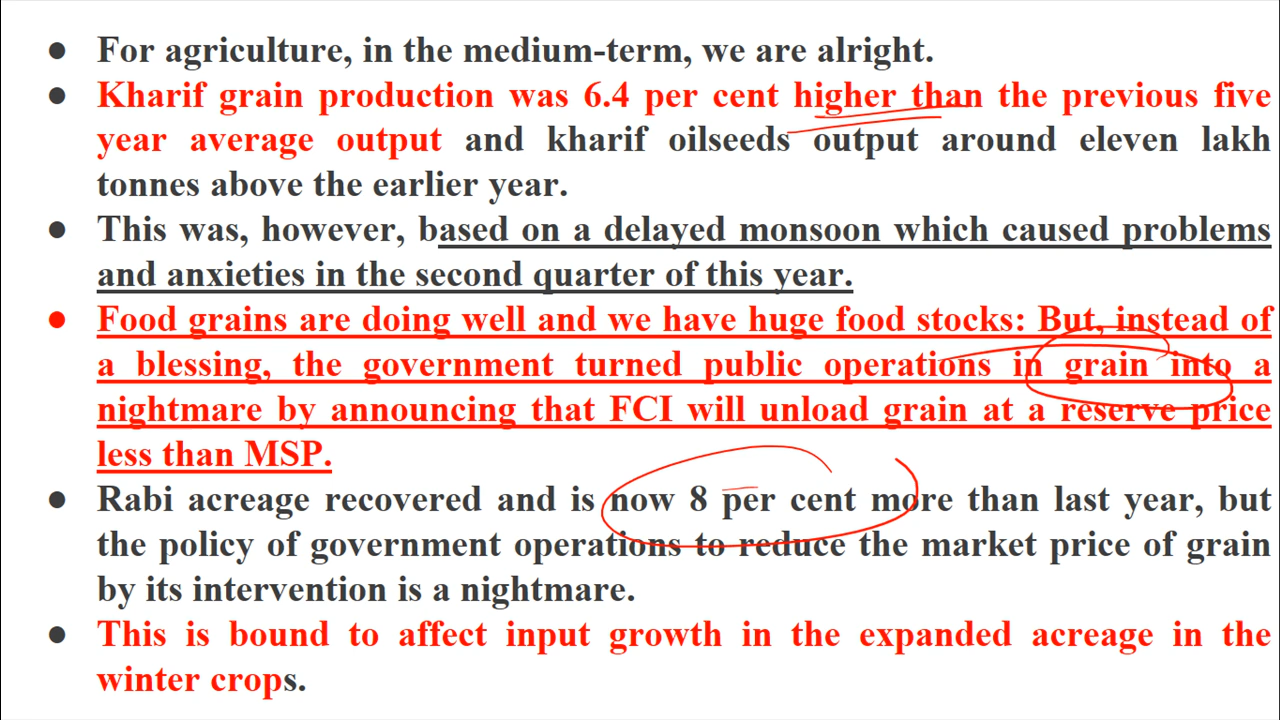 ● For agriculture, in the medium-term, we are alright.
● Kharif grain production was 6.4 per cent higher than the previous five
year average output and kharif oilseeds output around eleven lakh
tonnes above the earlier year.
● This was, however, based on a delayed monsoon which caused problems
and anxieties in the second quarter of this year.
● Food grains are doing well and we have huge food stocks: But, instead of
a blessing, the government turned public operations in grain into a
nightmare by announcing that FCI will unload grain at a reserve price
less than MSP.
● Rabi acreage recovered and is now 8 per cent more than last year, but
the policy of government operations to reduce the market price of grain
by its intervention is a nightmare.
● This is bound to affect input growth in the expanded acreage in the
winter crops.